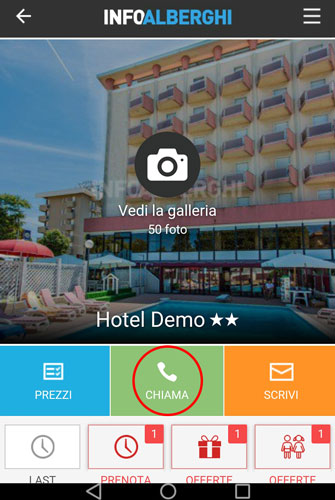 INFOALBERGHI
INFOALBERGHI
Vedi la galleria
50 foto
Hotel Demo ★★
PREZZI
CHIAMA
SCRIVI
1
1
1
LAST
PRENOTA
OFFERTE
OFFERTE